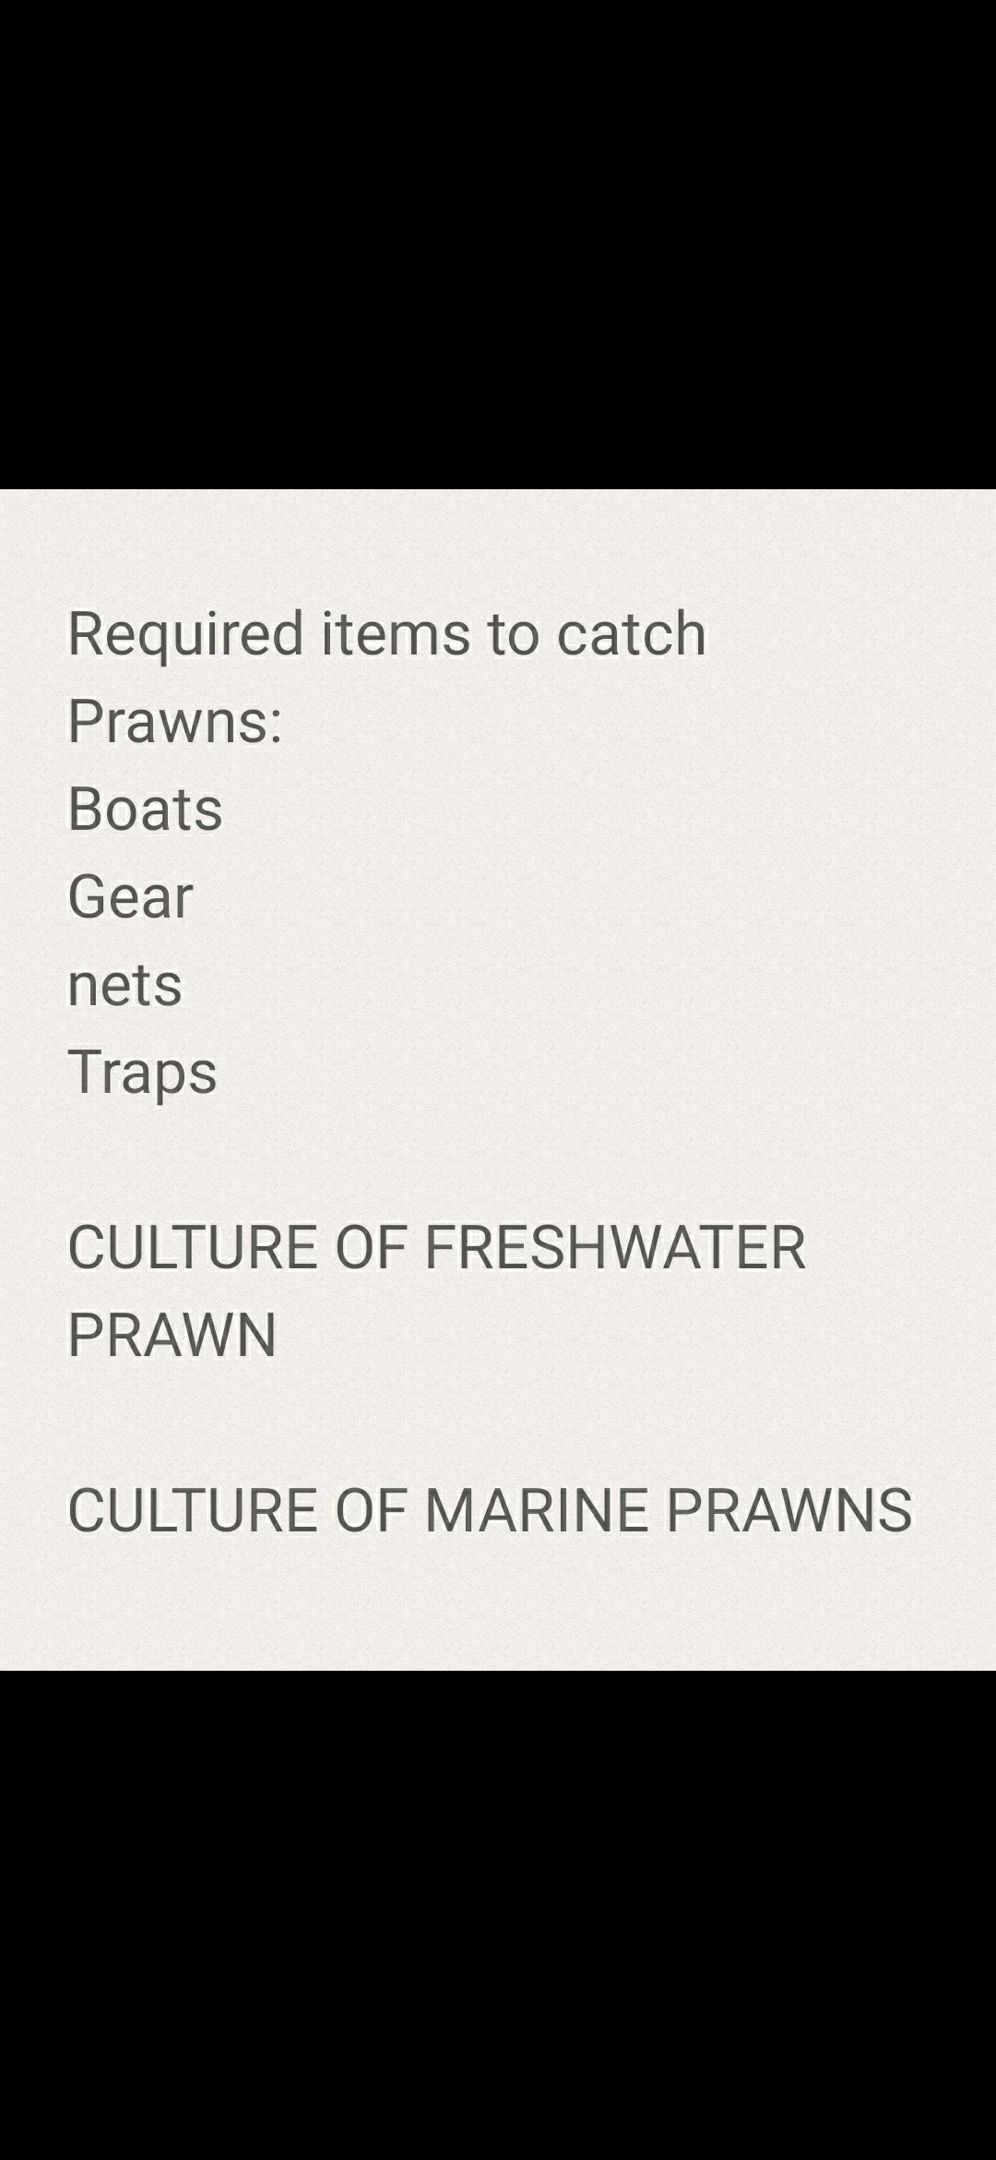 Required items to catch
Prawns:
Boats
Gear
nets
Traps
CULTURE OF FRESHWATER
PRAWN
CULTURE OF MARINE PRAWNS